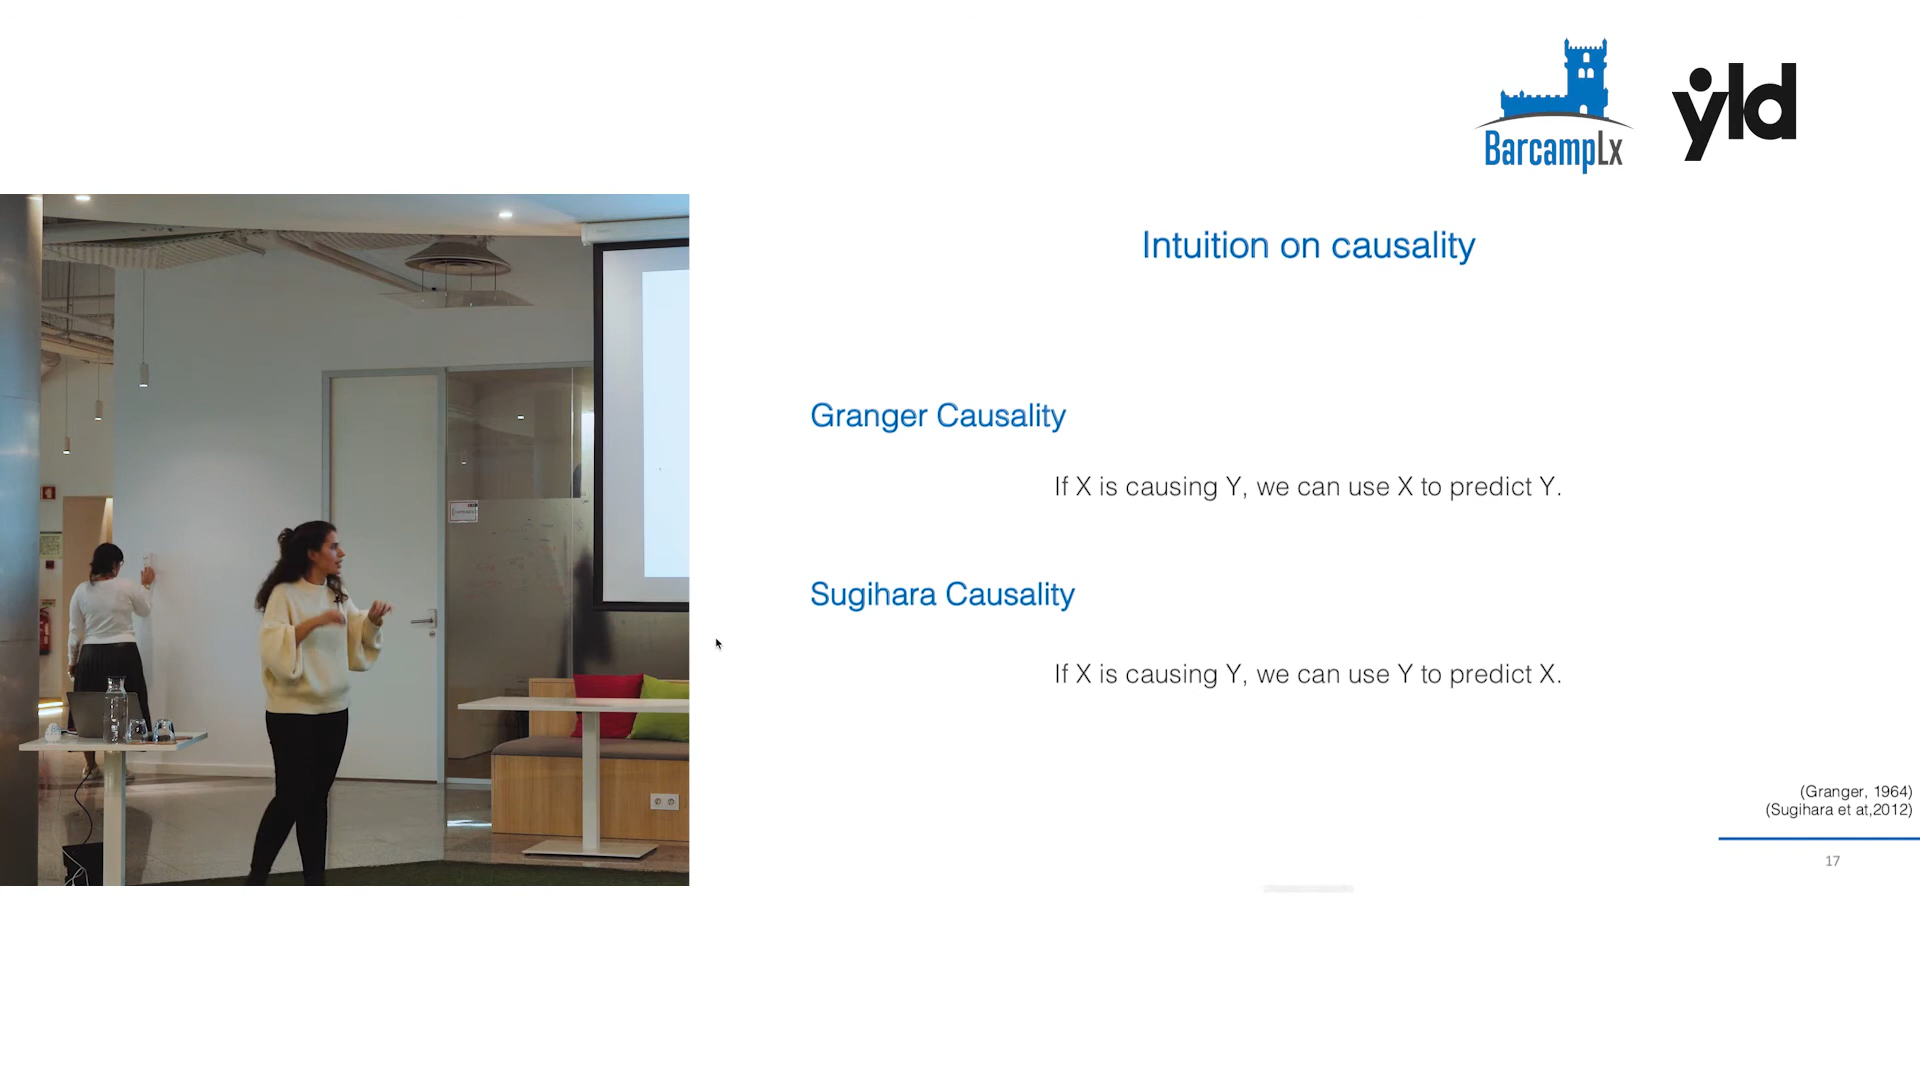 BarcampLx
yld
Intuition on causality
Granger Causality
If X is causing Y, we can use X to predict Y.
Sugihara Causality
If X is causing Y, we can use Y to predict X.
(Granger, 1964)
(Sugihara et at,2012)
17